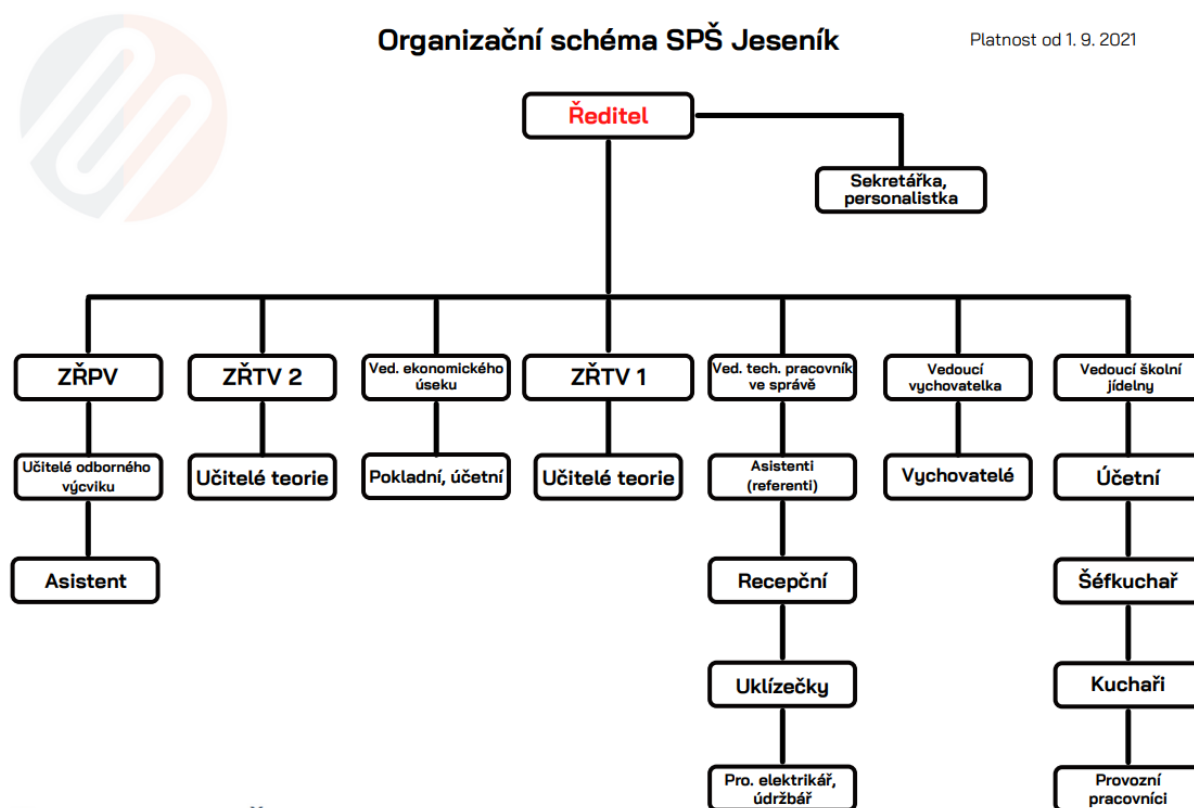 Organizační schéma SPŠ Jeseník
Platnost od 1. 9. 2021
Ředitel
Sekretářka,
personalistka
ZŘPV
ZŘTV 2
Ved. ekonomického
úseku
ZŘTV 1
Ved. tech. pracovník
ve správě
Vedoucí
vychovatelka
Vedoucí školní
jídelny
Učitelé odborného
výcviku
Učitelé teorie
Pokladní, účetní
Učitelé teorie
Asistenti
(referenti)
Vychovatelé
Účetní
Asistent
Recepční
Šéfkuchař
Uklízečky
Kuchaři
Pro. elektrikář,
údržbář
Provozní
pracovníci